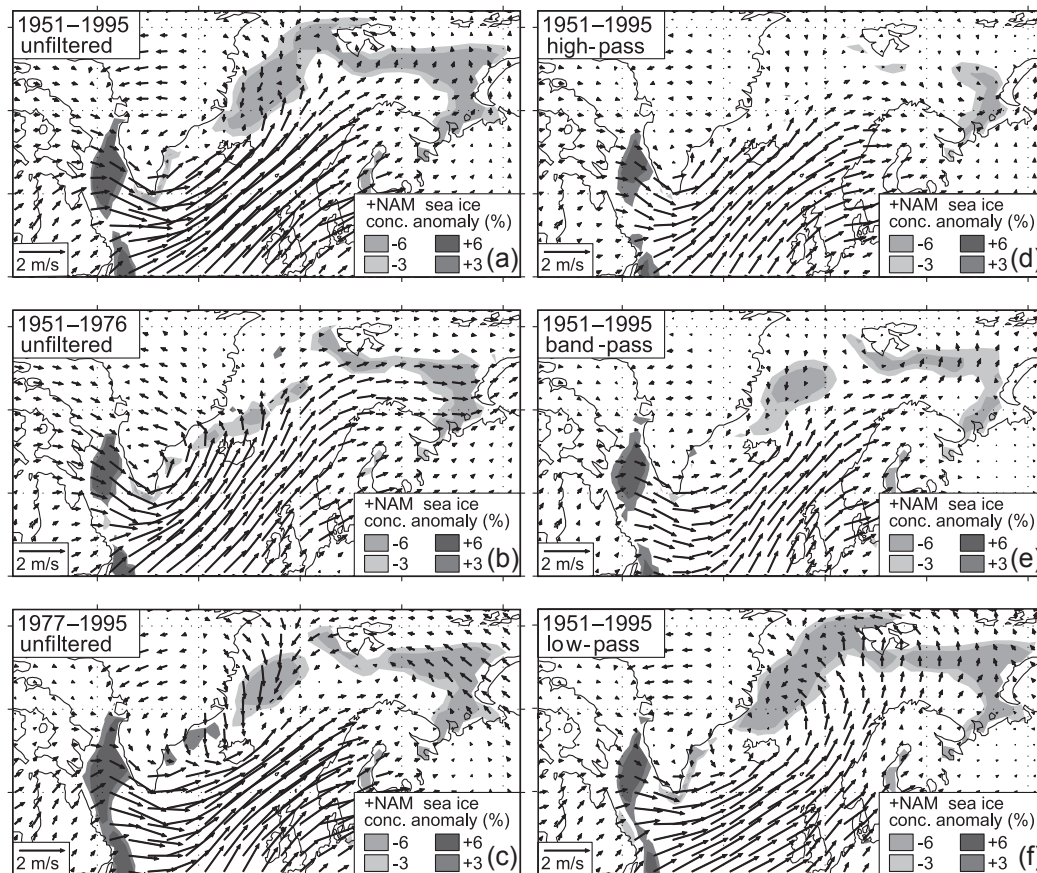 1951–1995
unfiltered
+NAM sea ice
conc. anomaly (%)
-6 +6
-3 +3
2 m/s
(a)
1951–1976
unfiltered
+NAM sea ice
conc. anomaly (%)
-6 +6
-3 +3
2 m/s
(b)
1977–1995
unfiltered
+NAM sea ice
conc. anomaly (%)
-6 +6
-3 +3
2 m/s
(c)
1951–1995
high-pass
+NAM sea ice
conc. anomaly (%)
-6 +6
-3 +3
2 m/s
(d)
1951–1995
band-pass
+NAM sea ice
conc. anomaly (%)
-6 +6
-3 +3
2 m/s
(e)
1951–1995
low-pass
+NAM sea ice
conc. anomaly (%)
-6 +6
-3 +3
2 m/s
(f)